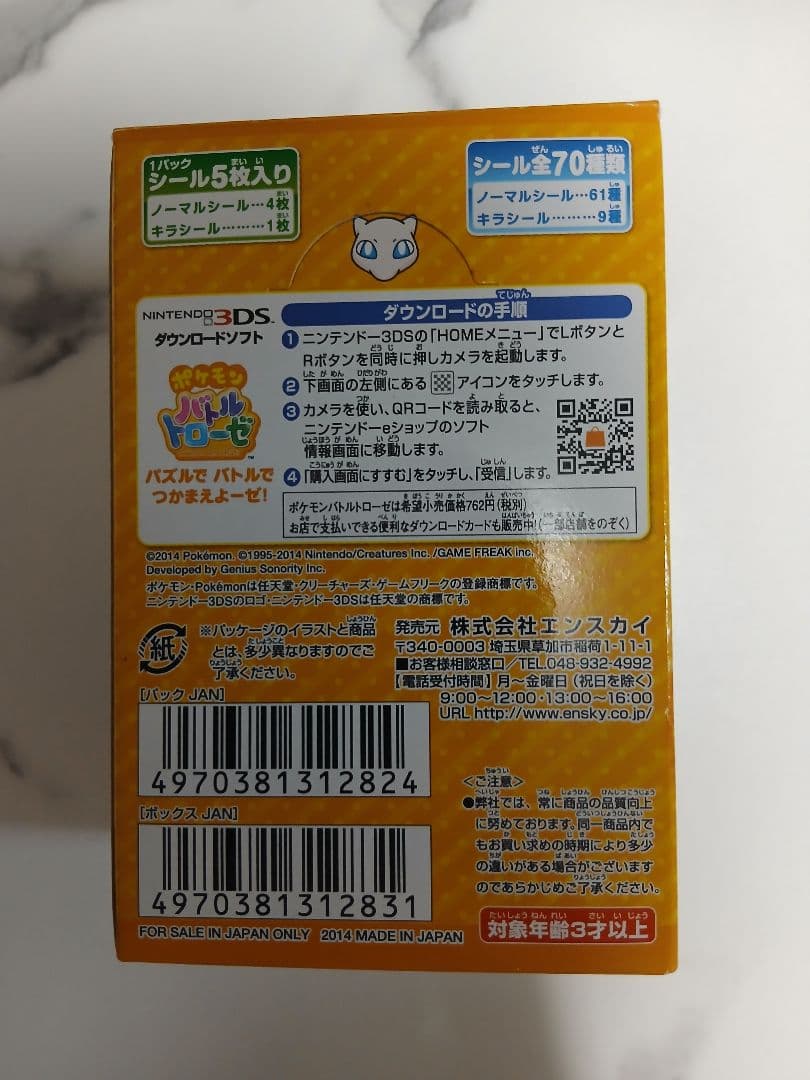 1パック
シール5枚入り
ノーマルシール…4枚
キラシール………1枚
シール全70種類
ノーマルシール…61種
キラシール………9種
NINTENDO3DS™
ダウンロードソフト
ポケモン
バトル
トローゼ™
パズルで バトルで
つかまえよーゼ!
ダウンロードの手順
1 ニンテンドー3DSの「HOMEメニュー」でLボタンと
Rボタンを同時に押しカメラを起動します。
2 下画面の左側にある アイコンをタッチします。
3 カメラを使い、QRコードを読み取ると、
ニンテンドーeショップのソフト
情報画面に移動します。
4 「購入画面にすすむ」をタッチし、「受信」します。
ポケモンバトルトローゼは希望小売価格762円(税別)
お店で支払いできる便利なダウンロードカードも販売中!(一部店舗をのぞく)
©2014 Pokémon. ©1995-2014 Nintendo/Creatures Inc. /GAME FREAK inc.
Developed by Genius Sonority Inc.
ポケモン・Pokémonは任天堂・クリーチャーズ・ゲームフリークの登録商標です。
ニンテンドー3DSのロゴ・ニンテンドー3DSは任天堂の商標です。
紙
※パッケージのイラストと商品
とは、多少異なりますのでご
了承ください。
発売元 株式会社エンスカイ
〒340-0003 埼玉県草加市稲荷1-11-1
■お客様相談窓口/TEL.048-932-4992
【電話受付時間】月〜金曜日(祝日を除く)
9:00〜12:00・13:00〜16:00
URL http://www.ensky.co.jp/
[パック JAN]
4970381312824
[ボックス JAN]
4970381312831
FOR SALE IN JAPAN ONLY 2014 MADE IN JAPAN
<ご注意>
●弊社では、常に商品の品質向上
に努めております。同一商品内で
もお買い求めの時期により多少
の違いがある場合がございます
のであらかじめご了承ください。
対象年齢3才以上